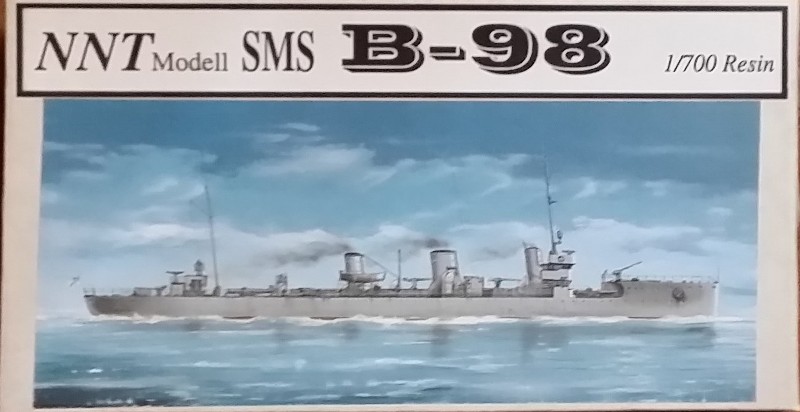 NNT Modell SMS B-98 1/700 Resin